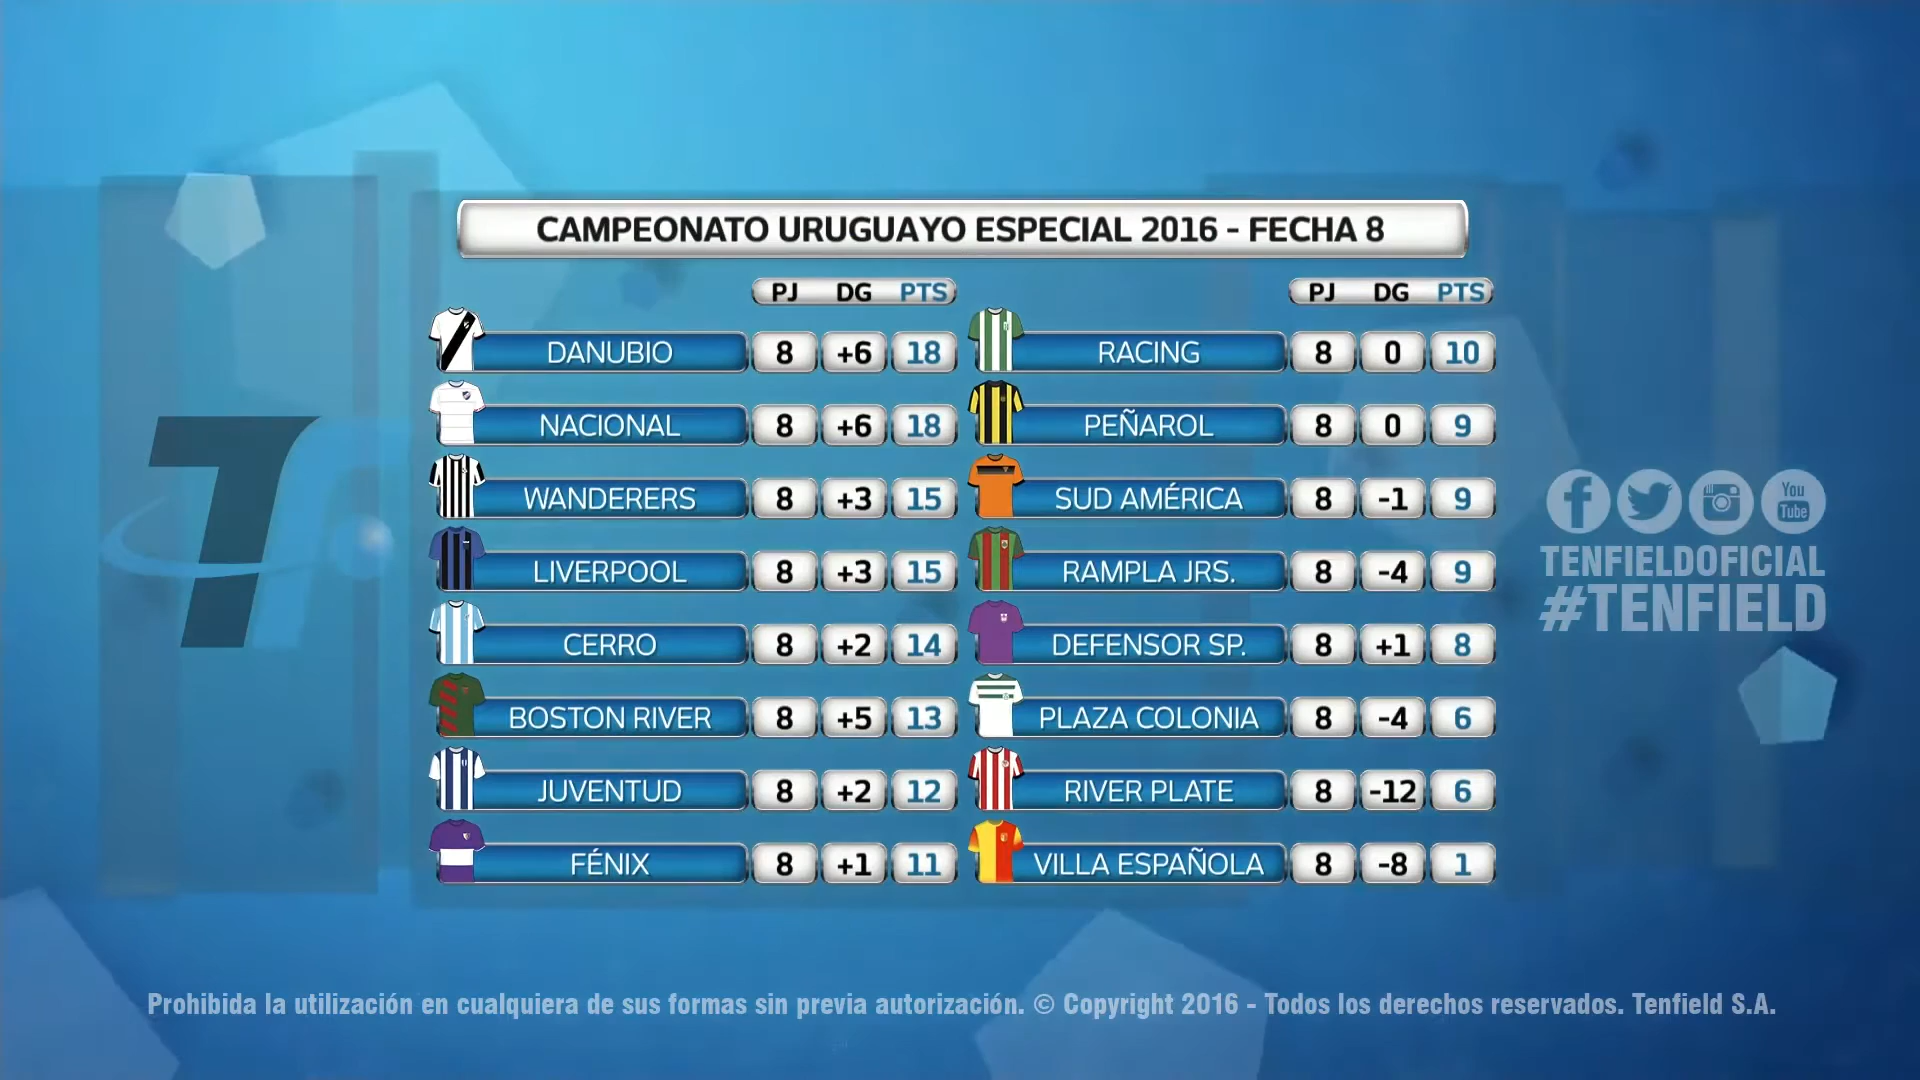 CAMPEONATO URUGUAYO ESPECIAL 2016 - FECHA 8
PJ DG PTS
DANUBIO 8 +6 18
NACIONAL 8 +6 18
WANDERERS 8 +3 15
LIVERPOOL 8 +3 15
CERRO 8 +2 14
BOSTON RIVER 8 +5 13
JUVENTUD 8 +2 12
FÉNIX 8 +1 11
PJ DG PTS
RACING 8 0 10
PEÑAROL 8 0 9
SUD AMÉRICA 8 -1 9
RAMPLA JRS. 8 -4 9
DEFENSOR SP. 8 +1 8
PLAZA COLONIA 8 -4 6
RIVER PLATE 8 -12 6
VILLA ESPAÑOLA 8 -8 1
You
Tube
TENFIELDOFICIAL
#TENFIELD
Prohibida la utilización en cualquiera de sus formas sin previa autorización. © Copyright 2016 - Todos los derechos reservados. Tenfield S.A.